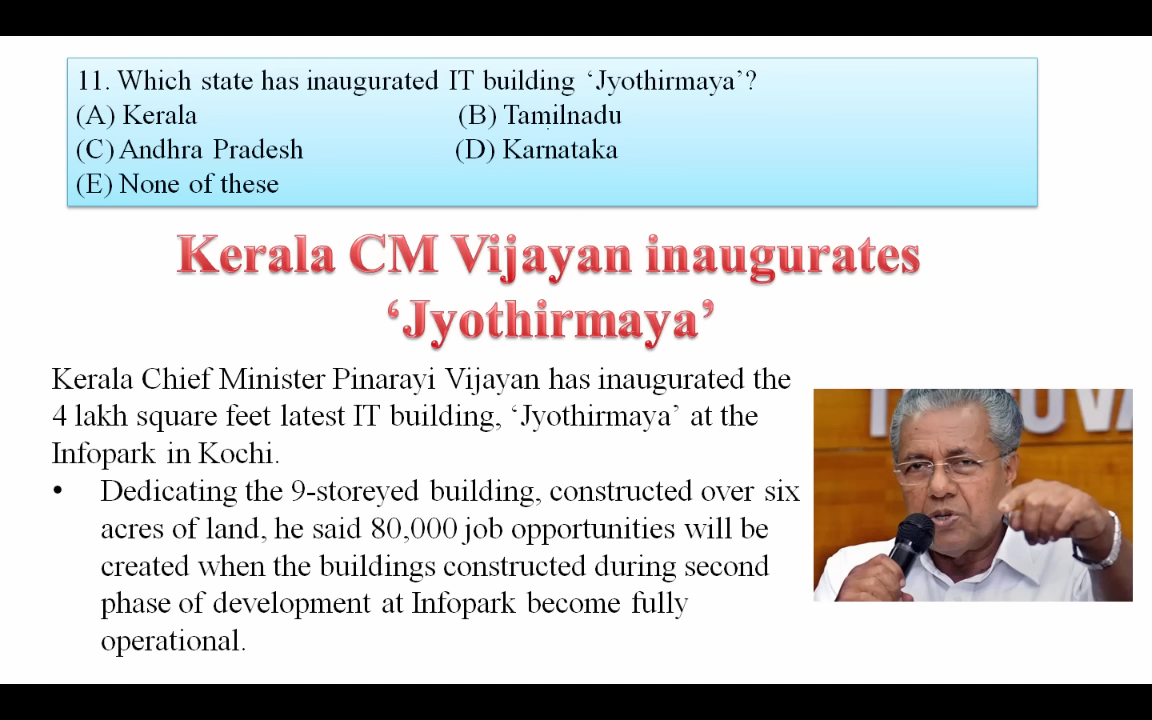 11. Which state has inaugurated IT building ‘Jyothirmaya’?
(A) Kerala (B) Tamilnadu
(C) Andhra Pradesh (D) Karnataka
(E) None of these
Kerala CM Vijayan inaugurates
‘Jyothirmaya’
Kerala Chief Minister Pinarayi Vijayan has inaugurated the
4 lakh square feet latest IT building, ‘Jyothirmaya’ at the
Infopark in Kochi.
• Dedicating the 9-storeyed building, constructed over six
acres of land, he said 80,000 job opportunities will be
created when the buildings constructed during second
phase of development at Infopark become fully
operational.